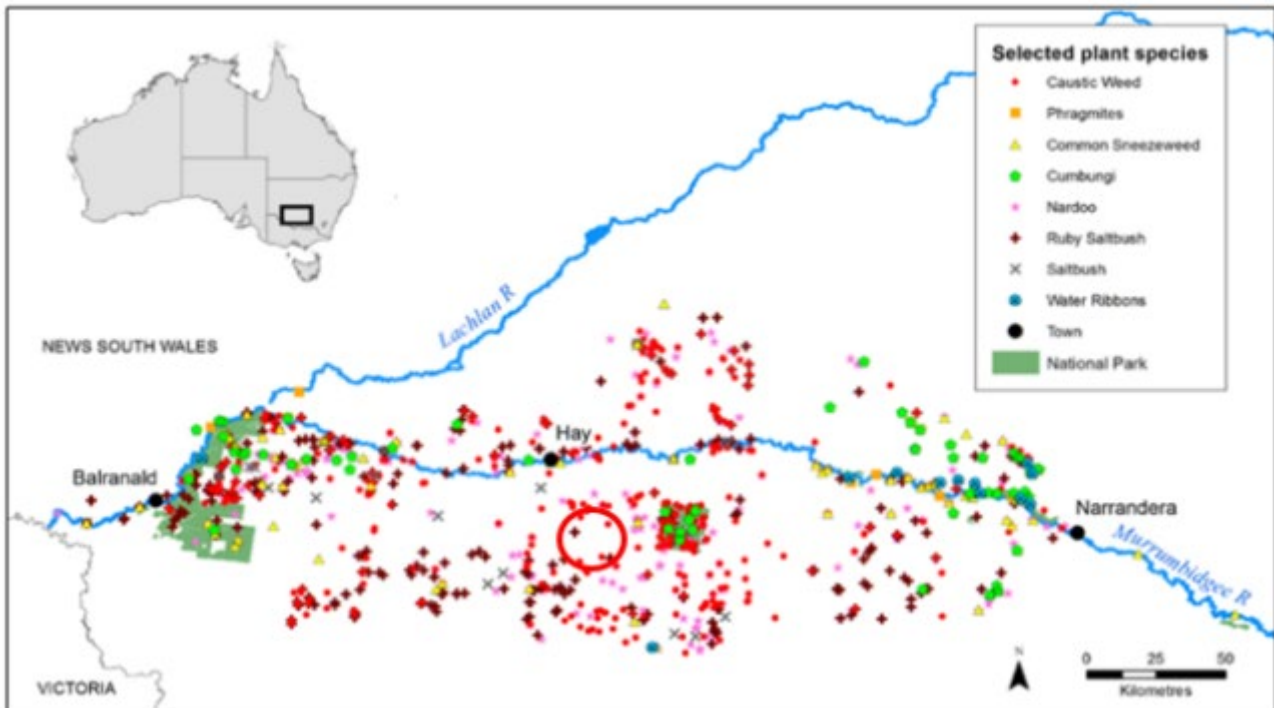 Selected plant species
Caustic Weed
Phragmites
Common Sneezeweed
Cumbungi
Nardoo
Ruby Saltbush
Saltbush
Water Ribbons
Town
National Park
Lachlan R
NEWS SOUTH WALES
Hay
Balranald
Narrandera
Murrumbidgee R
N
0 25 50
Kilometres
VICTORIA